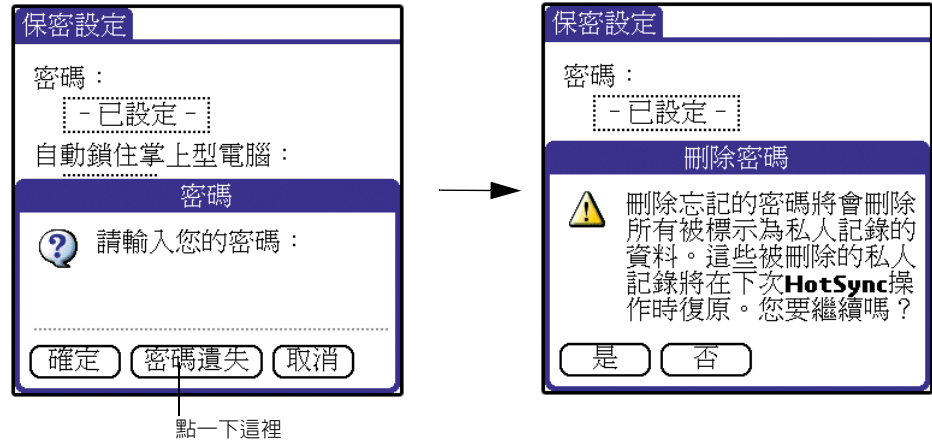 保密設定
密碼：
- 已設定 -
自動鎖住掌上型電腦：
密碼
請輸入您的密碼：
確定 密碼遺失 取消
點一下這裡
保密設定
密碼：
- 已設定 -
刪除密碼
刪除忘記的密碼將會刪除
所有被標示為私人記錄的
資料。這些被刪除的私人
記錄將在下次HotSync操
作時復原。您要繼續嗎？
是 否